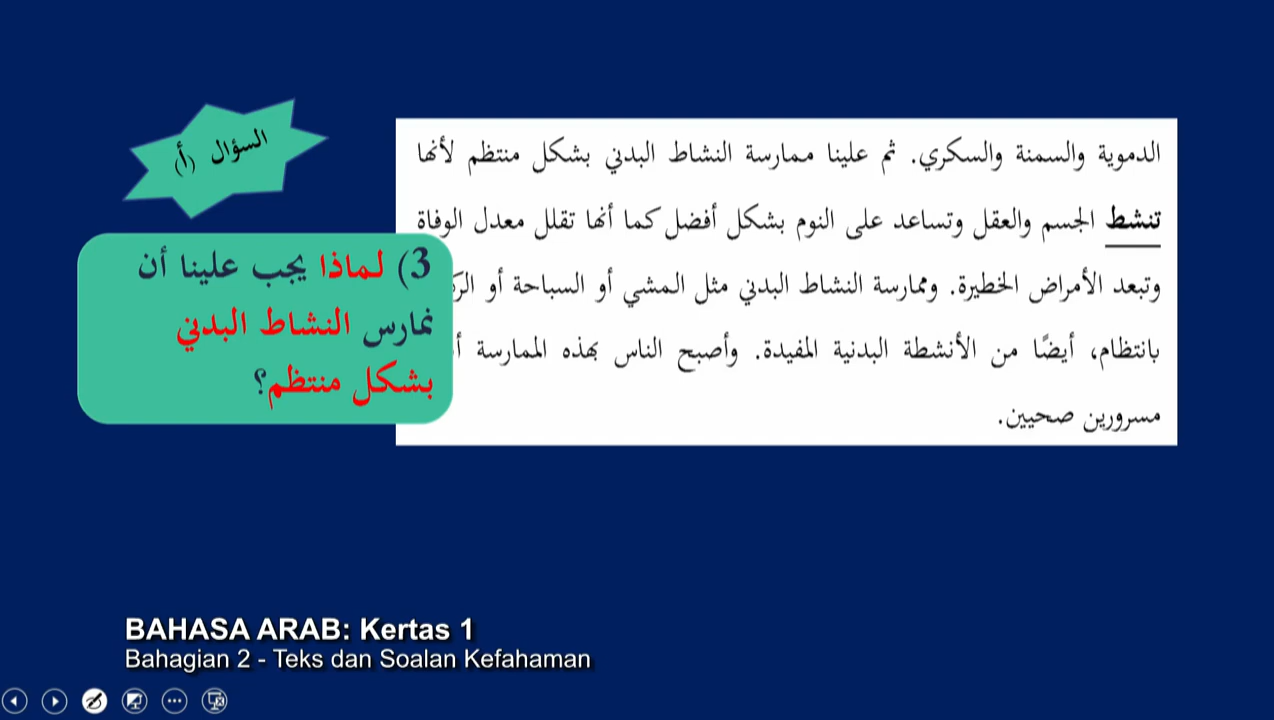 السؤال (أ)
3) لماذا يجب علينا أن
نمارس النشاط البدني
بشكل منتظم؟
الدموية والسمنة والسكري. ثم علينا ممارسة النشاط البدني بشكل منتظم لأنها
تنشط الجسم والعقل وتساعد على النوم بشكل أفضل كما أنها تقلل معدل الوفاة
وتبعد الأمراض الخطيرة. وممارسة النشاط البدني مثل المشي أو السباحة أو
بانتظام، أيضًا من الأنشطة البدنية المفيدة. وأصبح الناس بهذه الممارسة
مسرورين صحيين.
BAHASA ARAB: Kertas 1
Bahagian 2 - Teks dan Soalan Kefahaman